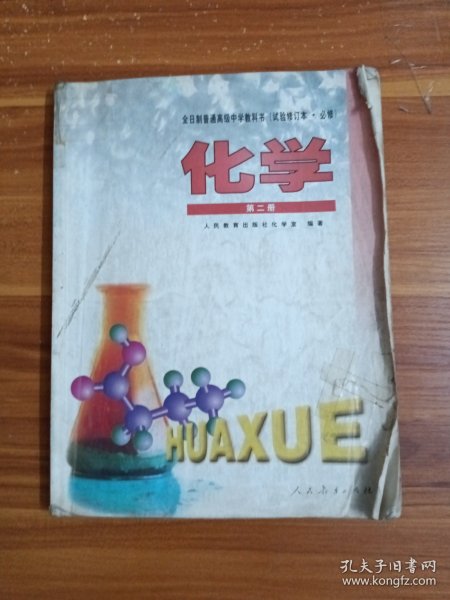 全日制普通高级中学教科书(试验修订本·必修)
化学
第二册
人民教育出版社化学室 编著
HUAXUE
人民教育出版社
孔夫子旧书网
www.kongfz.com